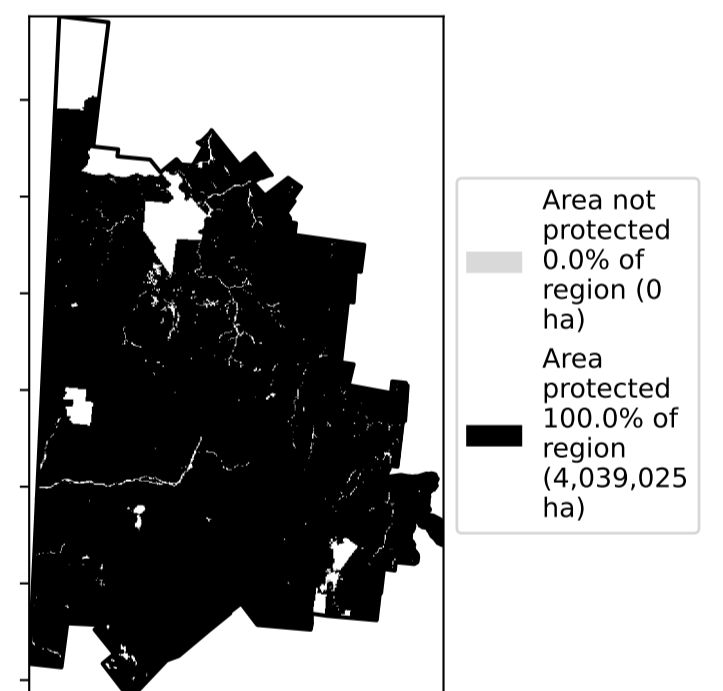 Area not
protected
0.0% of
region (0
ha)
Area
protected
100.0% of
region
(4,039,025
ha)